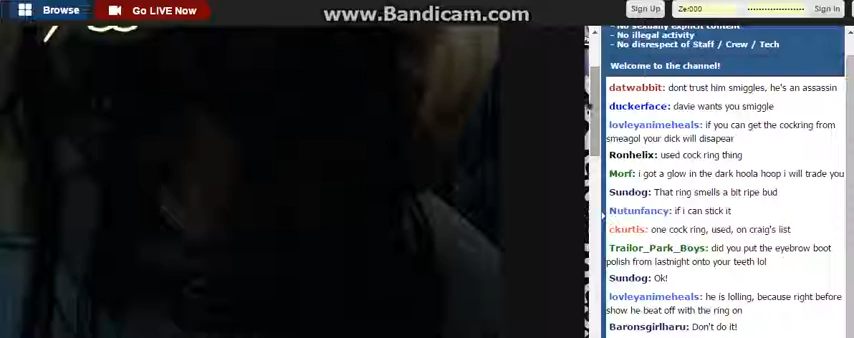 www.Bandicam.com
Browse
Go LIVE Now
Sign Up
Ze:000
Sign In
- No sexually explicit content
- No illegal activity
- No disrespect of Staff / Crew / Tech
Welcome to the channel!
datwabbit: dont trust him smiggles, he's an assassin
duckerface: davie wants you smiggle
lovleyanimeheals: if you can get the cockring from
smeagol your dick will disapear
Ronhelix: used cock ring thing
Morf: i got a glow in the dark hoola hoop i will trade you
Sundog: That ring smells a bit ripe bud
Nutunfancy: if i can stick it
ckurtis: one cock ring, used, on craig's list
Trailor_Park_Boys: did you put the eyebrow boot
polish from lastnight onto your teeth lol
Sundog: Ok!
lovleyanimeheals: he is lolling, because right before
show he beat off with the ring on
Baronsgirlharu: Don't do it!